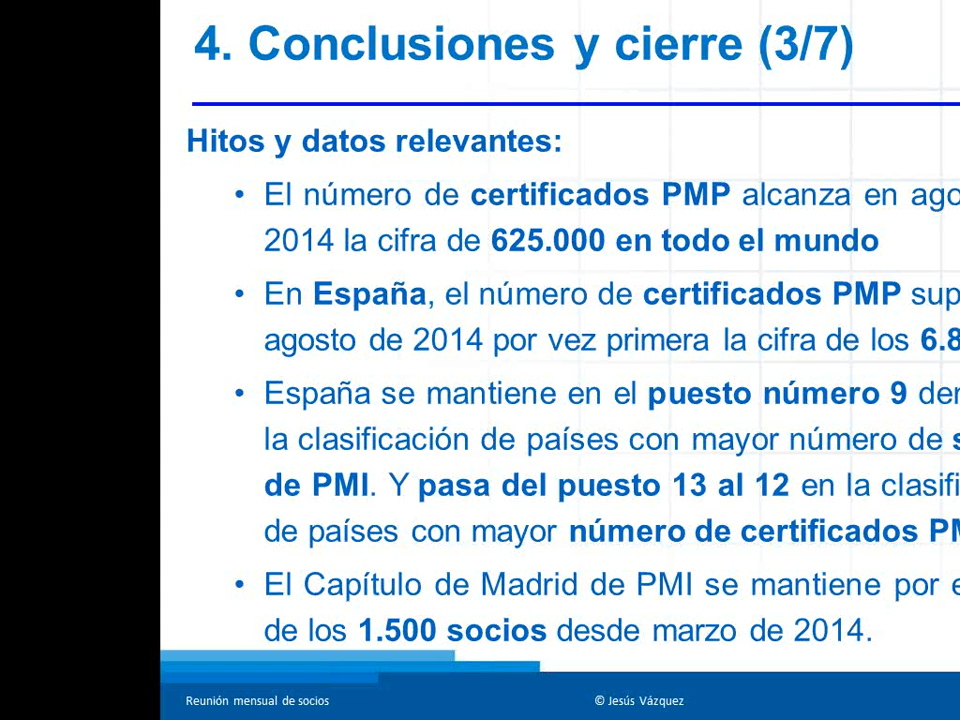 4. Conclusiones y cierre (3/7)
Hitos y datos relevantes:
• El número de certificados PMP alcanza en
2014 la cifra de 625.000 en todo el mundo
• En España, el número de certificados PMP
agosto de 2014 por vez primera la cifra de los
• España se mantiene en el puesto número 9
la clasificación de países con mayor número de
de PMI. Y pasa del puesto 13 al 12 en la
de países con mayor número de certificados
• El Capítulo de Madrid de PMI se mantiene por
de los 1.500 socios desde marzo de 2014.
Reunión mensual de socios
© Jesús Vázquez